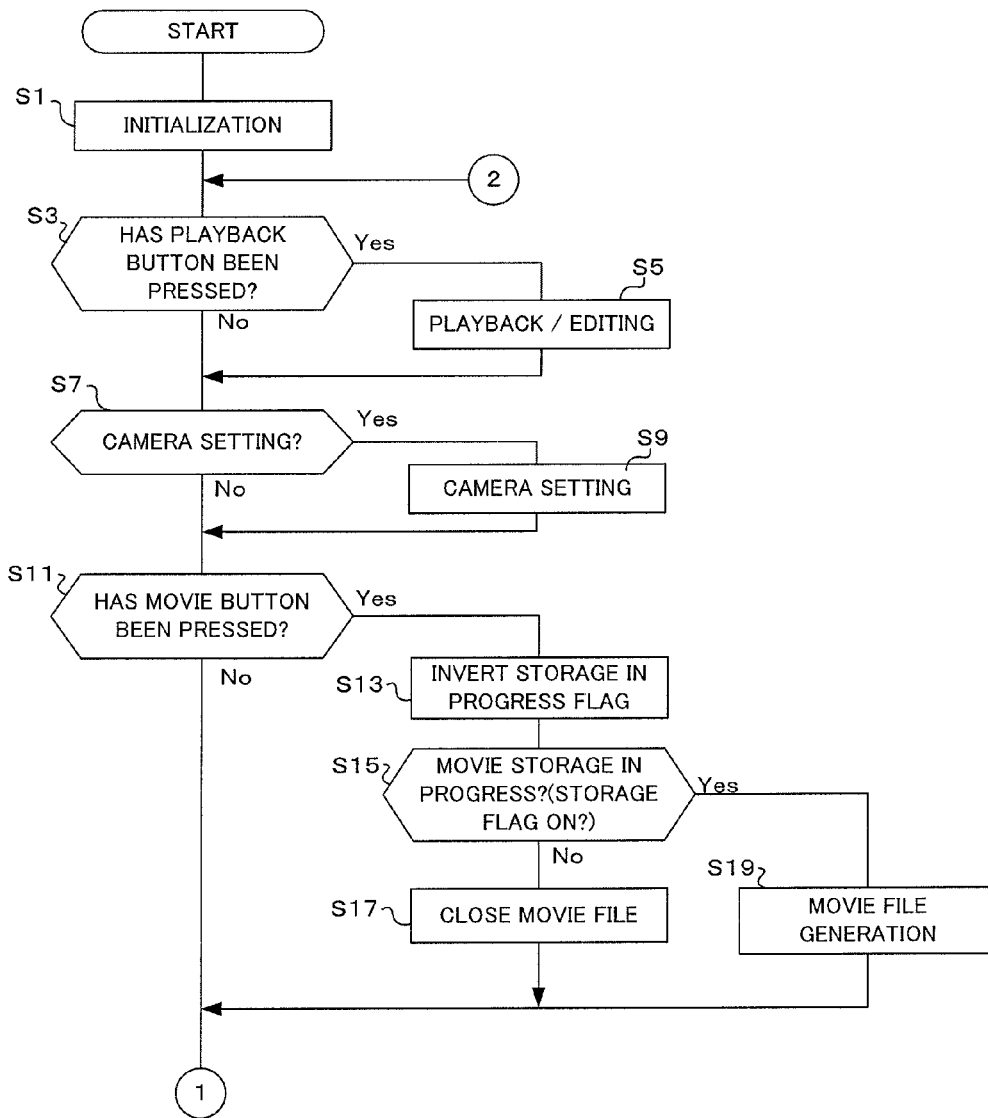 START
S1
INITIALIZATION
2
S3
HAS PLAYBACK
BUTTON BEEN
PRESSED?
Yes
No
S5
PLAYBACK / EDITING
S7
CAMERA SETTING?
Yes
No
S9
CAMERA SETTING
S11
HAS MOVIE BUTTON
BEEN PRESSED?
Yes
No
S13
INVERT STORAGE IN
PROGRESS FLAG
S15
MOVIE STORAGE IN
PROGRESS?(STORAGE
FLAG ON?)
Yes
No
S17
CLOSE MOVIE FILE
S19
MOVIE FILE
GENERATION
1